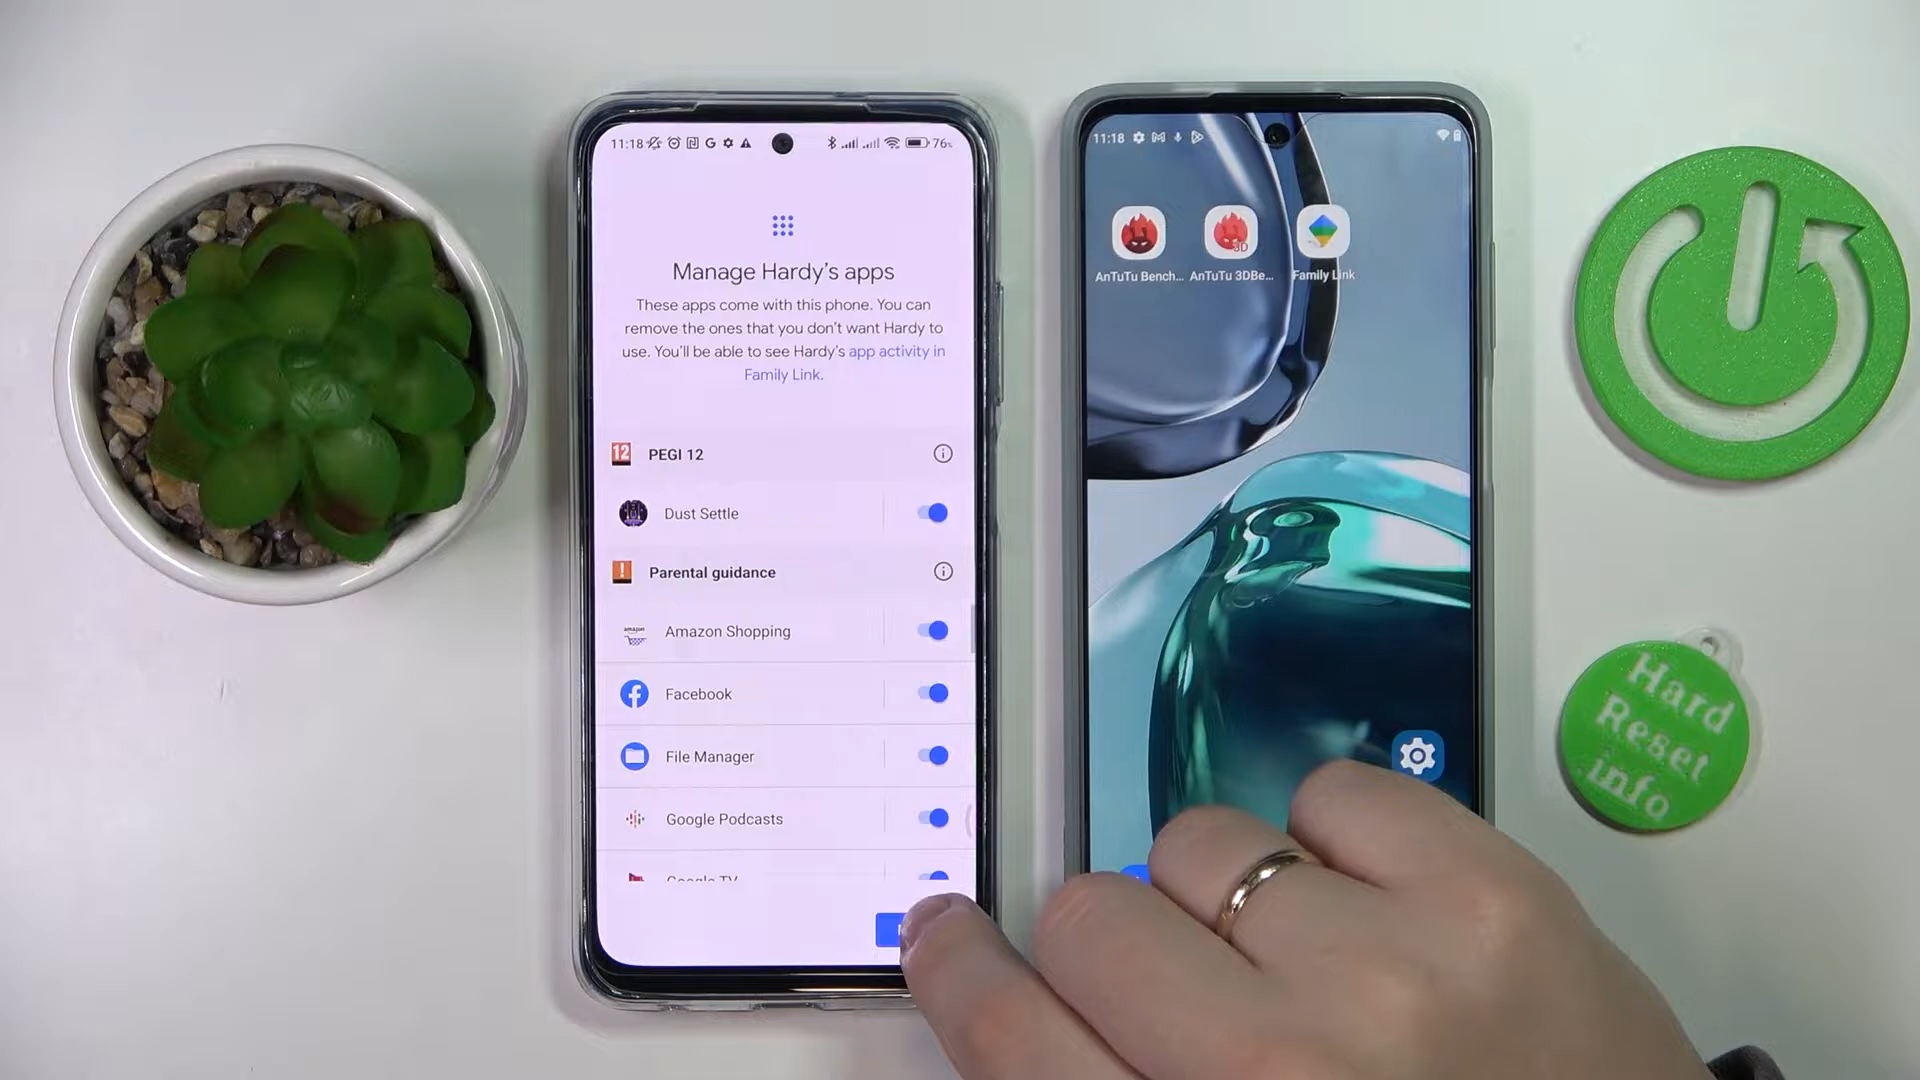 11:18
76%
Manage Hardy's apps
These apps come with this phone. You can
remove the ones that you don't want Hardy to
use. You'll be able to see Hardy's app activity in
Family Link.
12 PEGI 12
Dust Settle
Parental guidance
amazon Amazon Shopping
Facebook
File Manager
Google Podcasts
Google TV
11:18
AnTuTu Bench...
3D
AnTuTu 3DBe...
Family Link
Hard
Reset
info